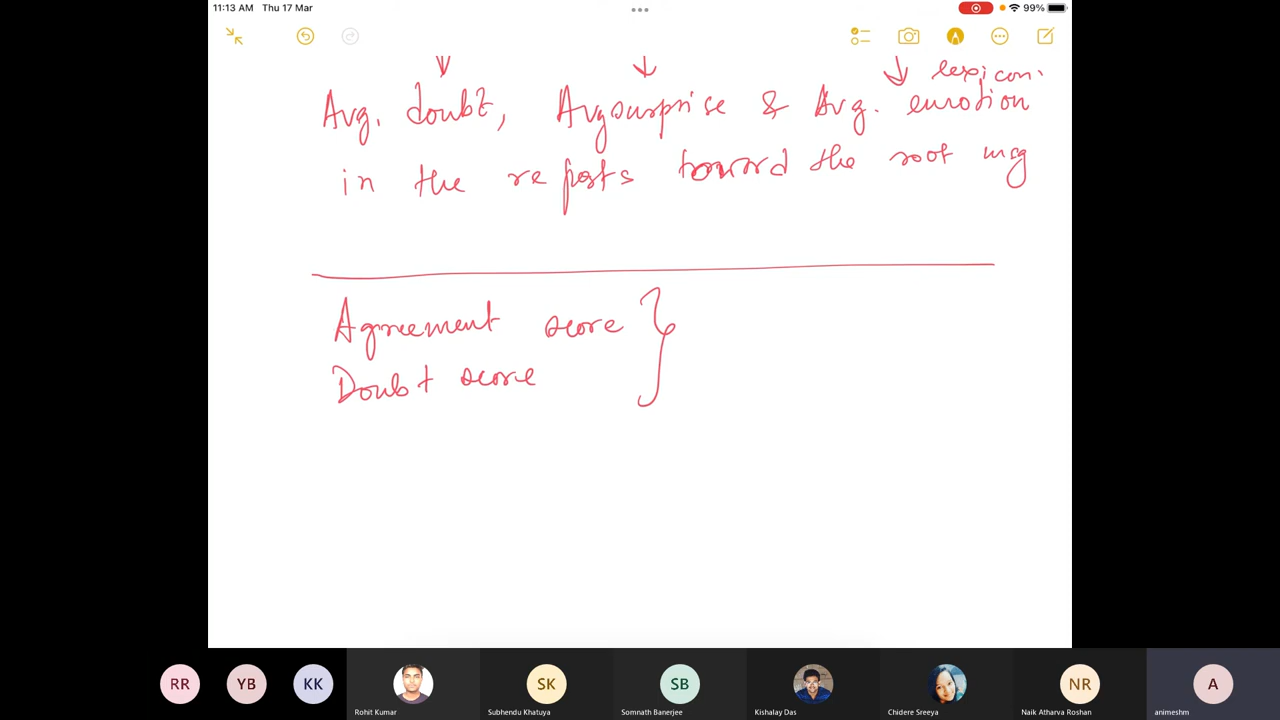 11:13 AM Thu 17 Mar
99%
lexicon.
Avg. doubt, Avg surprise & Avg. emotion
in the reposts toward the root msg
Agreement score
Doubt score
RR YB KK SK SB NR A
Rohit Kumar Subhendu Khatuya Somnath Banerjee Kishalay Das Chidere Sreeya Naik Atharva Roshan animeshm